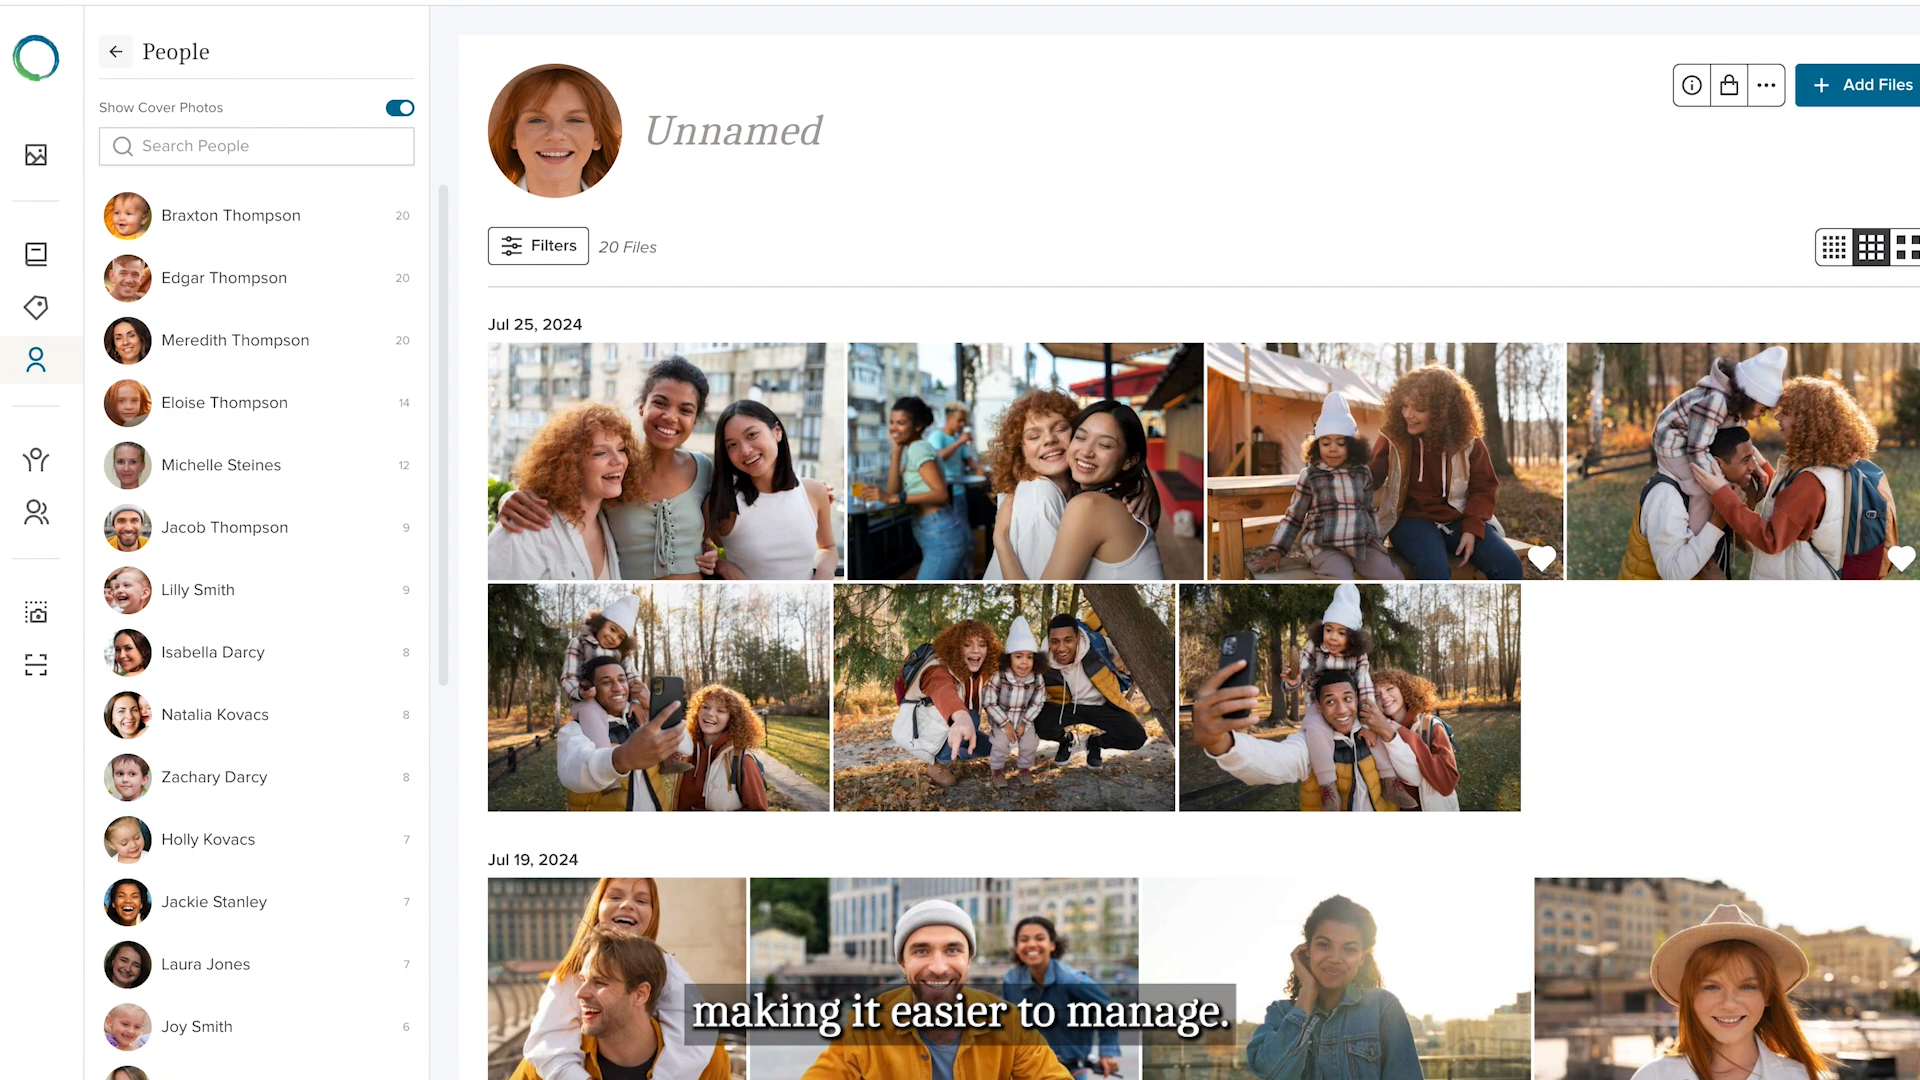 People
Show Cover Photos
Search People
Braxton Thompson 20
Edgar Thompson 20
Meredith Thompson 20
Eloise Thompson 14
Michelle Steines 12
Jacob Thompson 9
Lilly Smith 9
Isabella Darcy 8
Natalia Kovacs 8
Zachary Darcy 8
Holly Kovacs 7
Jackie Stanley 7
Laura Jones 7
Joy Smith 6
Unnamed
Add Files
Filters
20 Files
Jul 25, 2024
Jul 19, 2024
making it easier to manage.